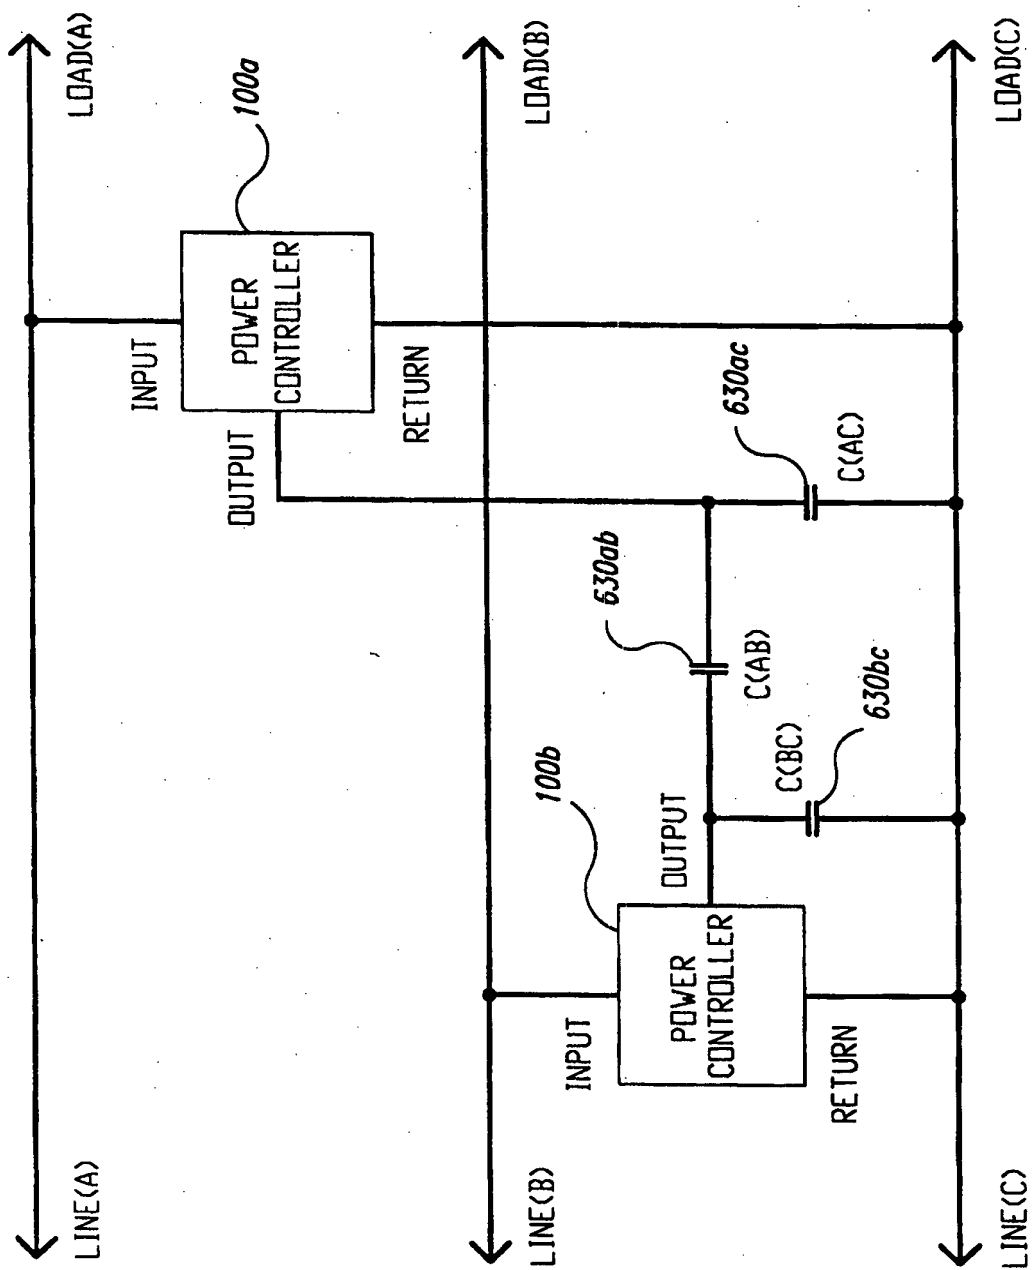 LINE(A)
LOAD(A)
100a
INPUT
POWER
CONTROLLER
OUTPUT
RETURN
LINE(B)
LOAD(B)
100b
INPUT
POWER
CONTROLLER
OUTPUT
RETURN
630ab
C(AB)
630ac
C(AC)
C(BC)
630bc
LINE(C)
LOAD(C)